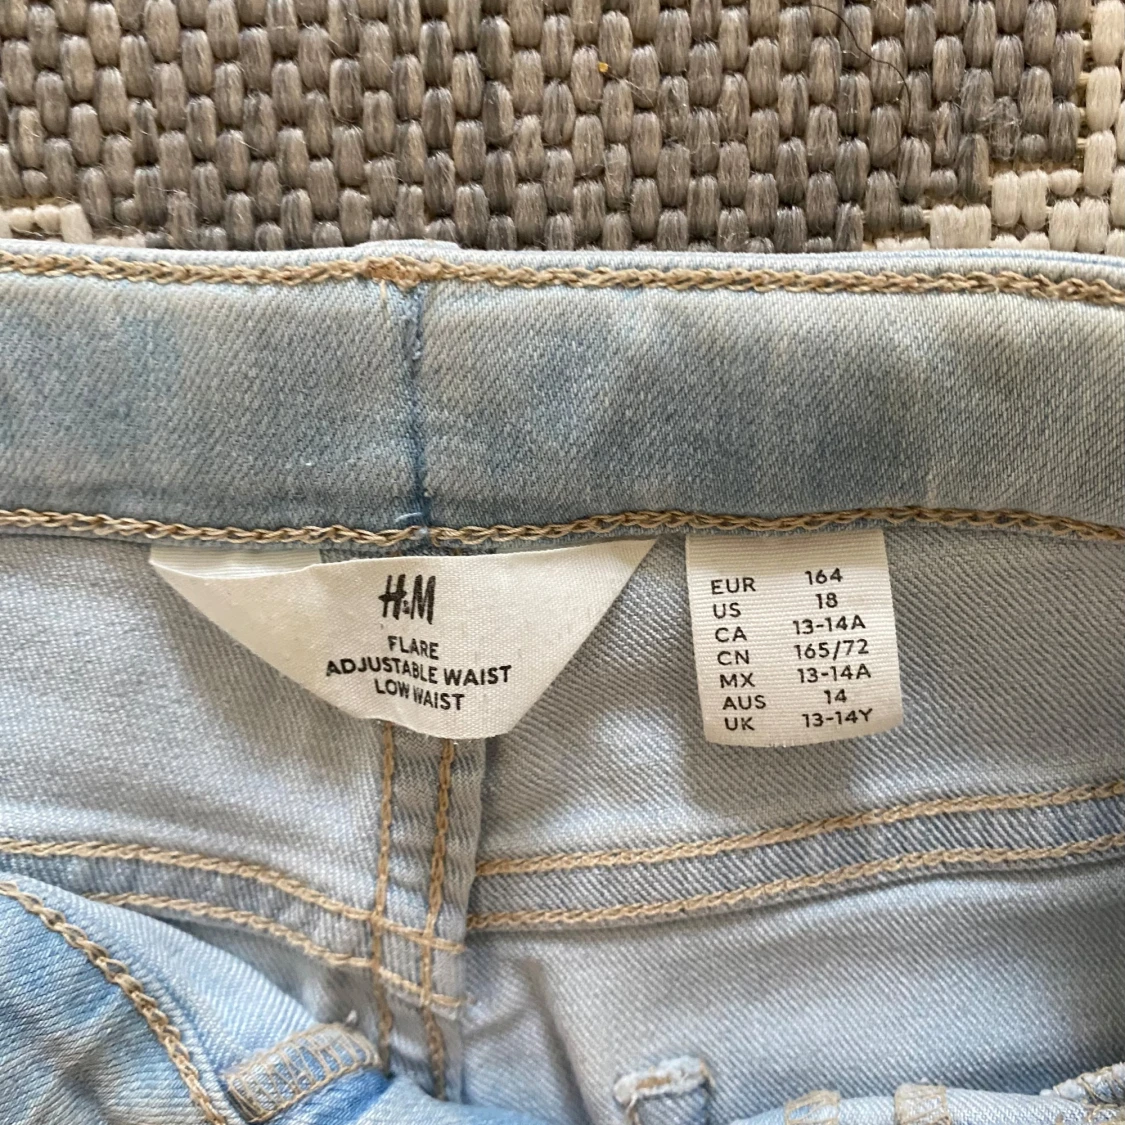 H&M
FLARE
ADJUSTABLE WAIST
LOW WAIST
EUR 164
US 18
CA 13-14A
CN 165/72
MX 13-14A
AUS 14
UK 13-14Y